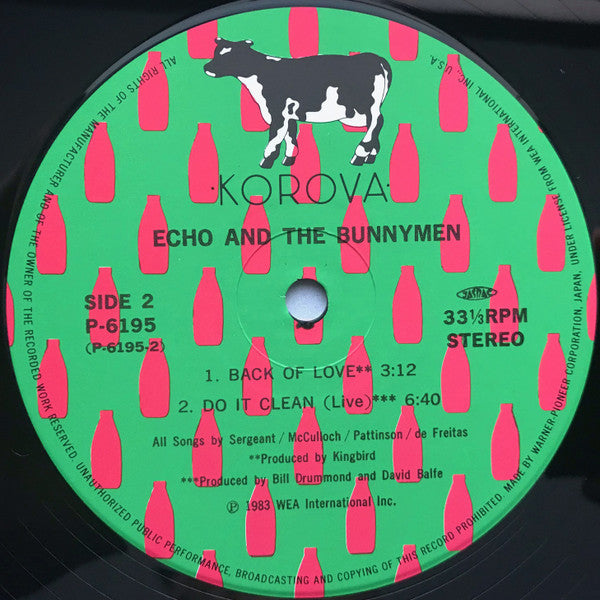 ·KOROVA·
ECHO AND THE BUNNYMEN
SIDE 2
P-6195
(P-6195-2)
JASRAC
33⅓RPM
STEREO
1. BACK OF LOVE** 3:12
2. DO IT CLEAN (Live)*** 6:40
All Songs by Sergeant/McCulloch/Pattinson/de Freitas
**Produced by Kingbird
***Produced by Bill Drummond and David Balfe
Ⓟ 1983 WEA International Inc.
ALL RIGHTS OF THE MANUFACTURER AND OF THE OWNER OF THE RECORDED WORK RESERVED. UNAUTHORIZED PUBLIC PERFORMANCE, BROADCASTING AND COPYING OF THIS RECORD PROHIBITED. MADE BY WARNER-PIONEER CORPORATION, JAPAN, UNDER LICENSE FROM WEA INTERNATIONAL INC., U.S.A.